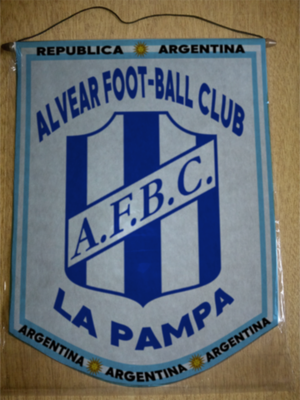 REPUBLICA ARGENTINA
ALVEAR FOOT-BALL CLUB
A.F.B.C.
LA PAMPA
ARGENTINA ARGENTINA ARGENTINA